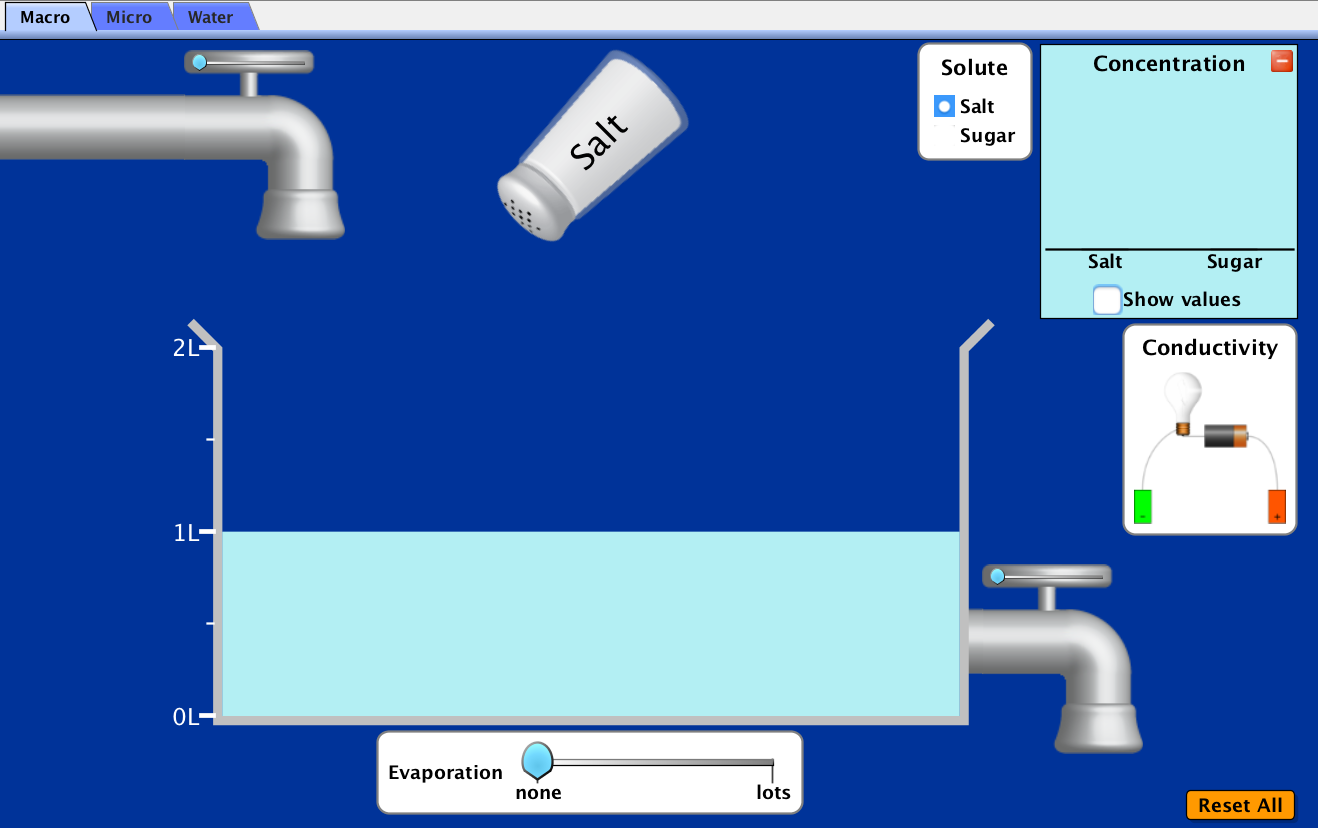 Macro
Micro
Water
Salt
Solute
Salt
Sugar
Concentration
Salt
Sugar
Show values
Conductivity
-
+
2L
1L
0L
Evaporation
none
lots
Reset All